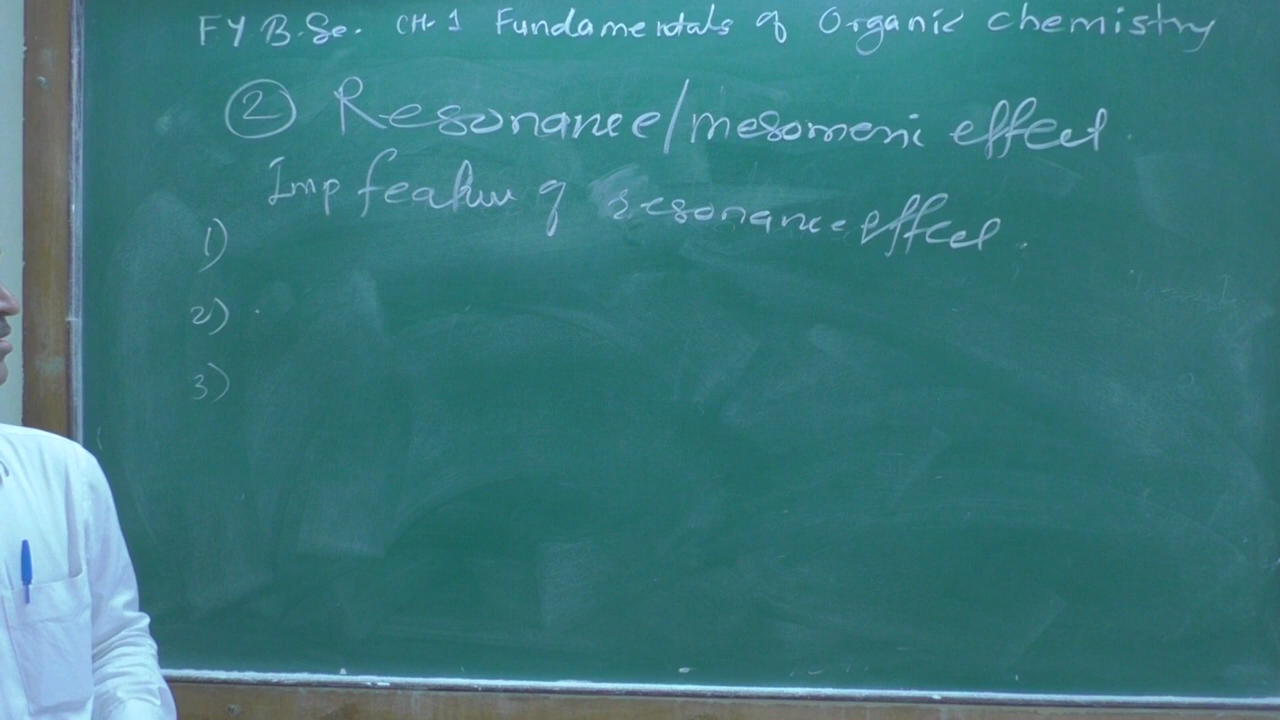 FY B.Sc. CH-1 Fundamentals of Organic chemistry
② Resonance/mesomeric effect.
Imp feature of resonance effect.
1)
2)
3)